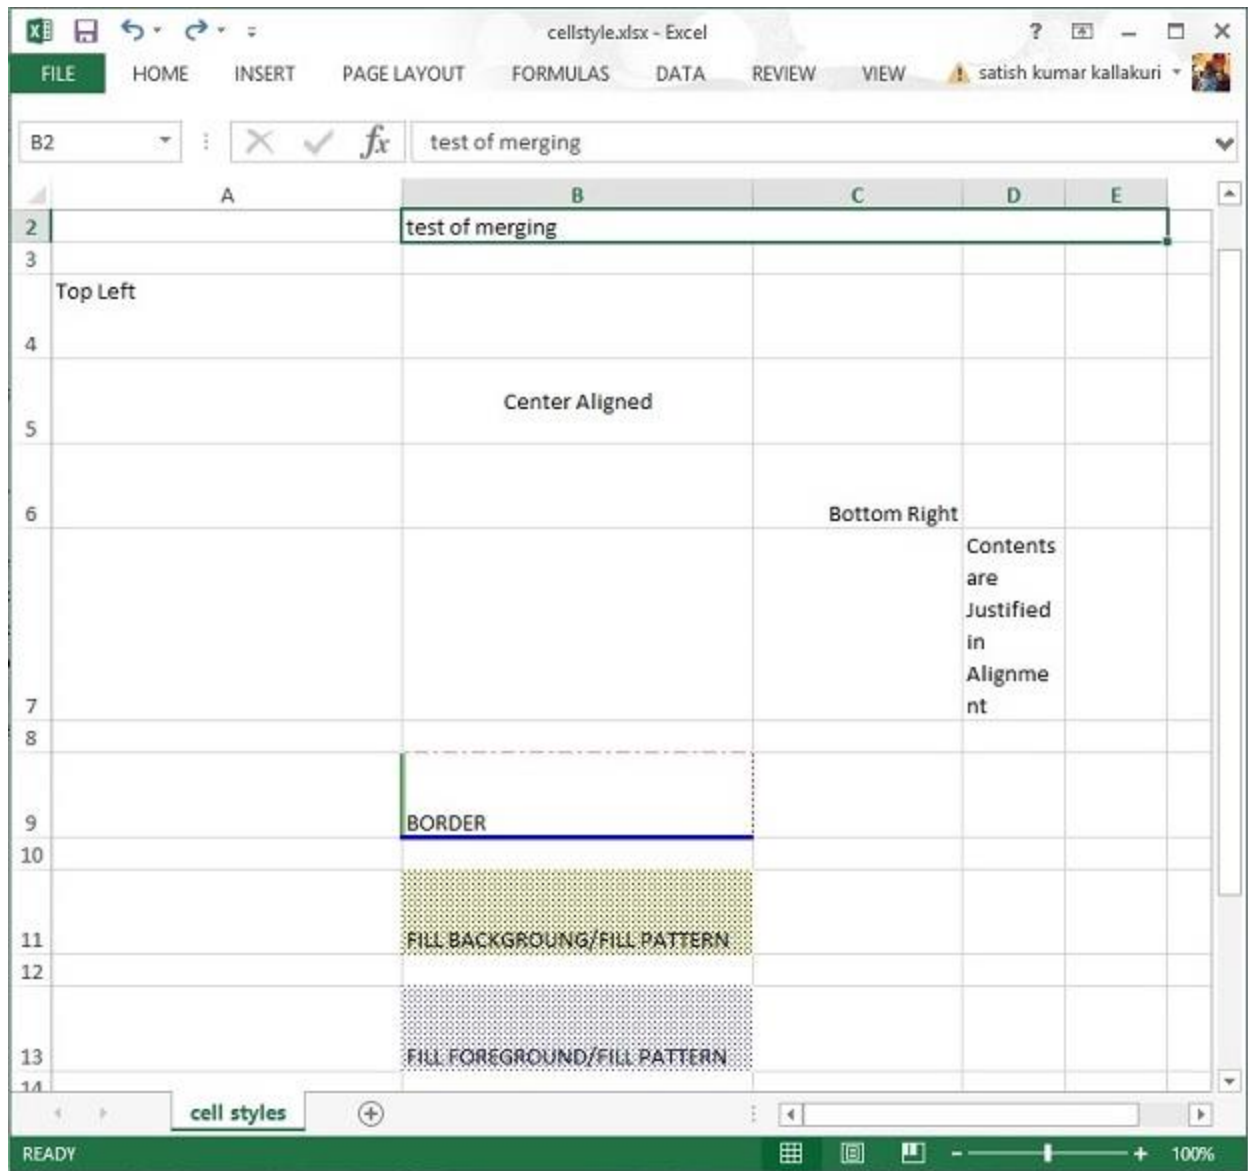 cellstyle.xlsx - Excel
?
FILE HOME INSERT PAGE LAYOUT FORMULAS DATA REVIEW VIEW satish kumar kallakuri
B2 fx test of merging
A B C D E
2 test of merging
3
Top Left
4
Center Aligned
5
6 Bottom Right
Contents
are
Justified
in
Alignme
7 nt
8
9 BORDER
10
11 FILL BACKGROUNG/FILL PATTERN
12
13 FILL FOREGROUND/FILL PATTERN
14
cell styles
READY 100%